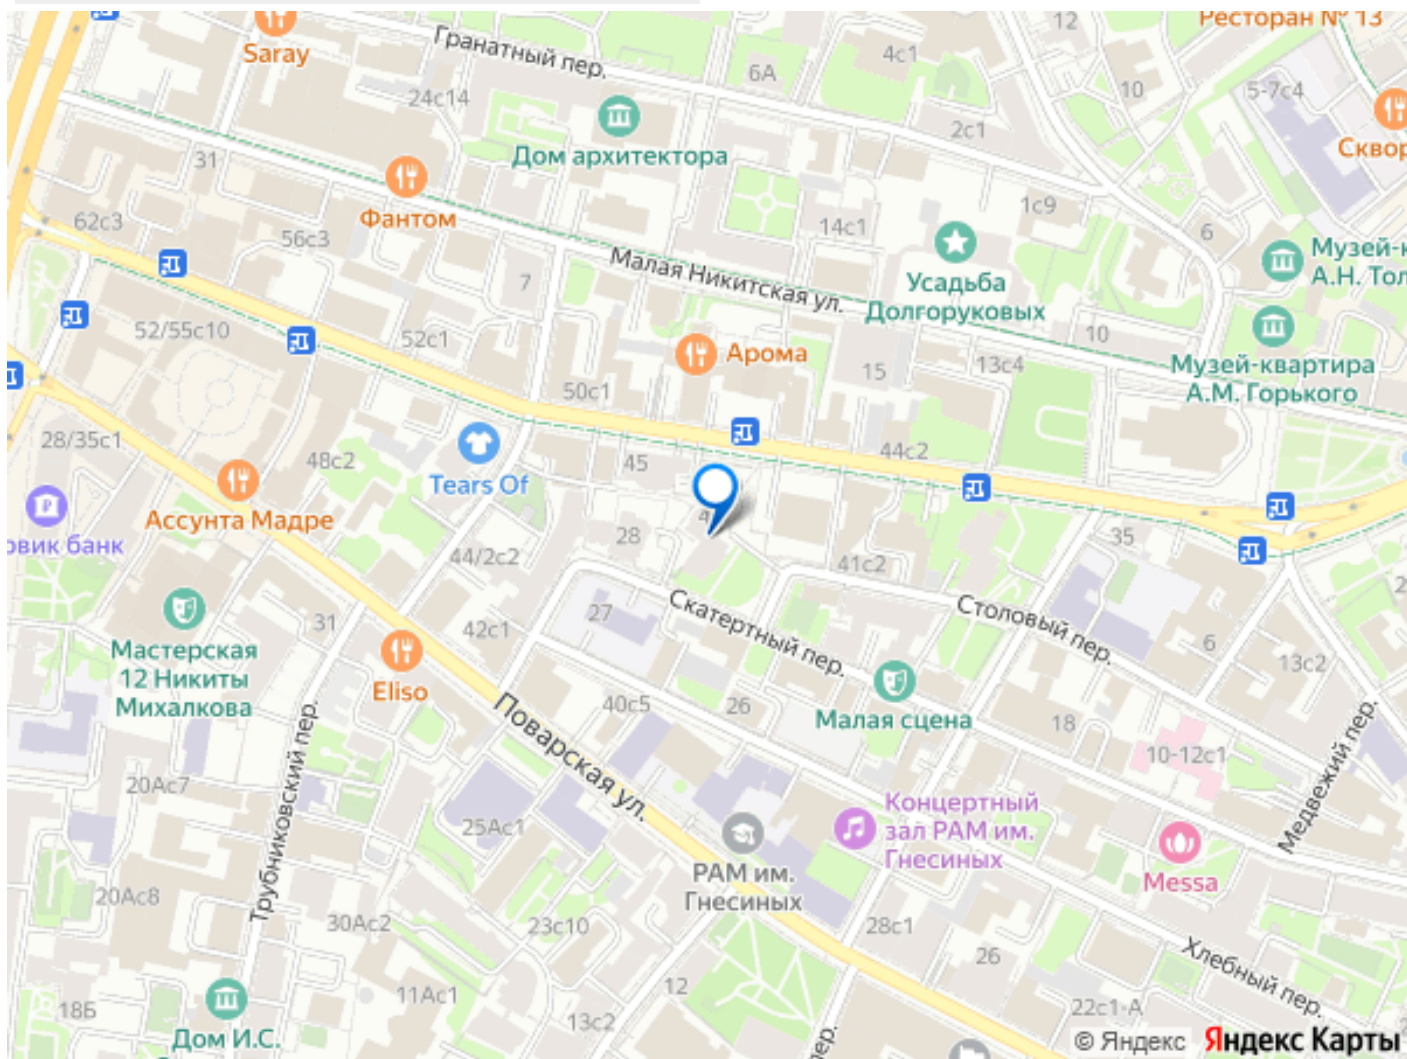 Ресторан № 13
12
Saray
Гранатный пер.
4с1
6А
10
5-7с4
24с14
2с1
Дом архитектора
Сквор
31
Фантом
1с9
14с1
6
62с3
56с3
Малая Никитская ул.
Усадьба
Долгоруковых
Музей-к
А.Н. Тол
7
52/55с10
52с1
Арома
10
13с4
15
Музей-квартира
А.М. Горького
50с1
28/35с1
48с2
45
44с2
Tears Of
Ассунта Мадре
овик банк
28
35
44/2с2
41с2
Скатертный пер.
Столовый пер.
27
31
42с1
6
13с2
Мастерская
12 Никиты
Михалкова
Eliso
40с5
26
Малая сцена
18
10-12с1
Поварская ул.
Трубниковский пер.
Медвежий пер.
20Ас7
25Ас1
Концертный
зал РАМ им.
Гнесиных
РАМ им.
Гнесиных
Messa
20Ас8
30Ас2
23с10
28с1
26
Хлебный пер.
18Б
11Ас1
12
13с2
22с1-А
Дом И.С.
пер.
© Яндекс Яндекс Карты